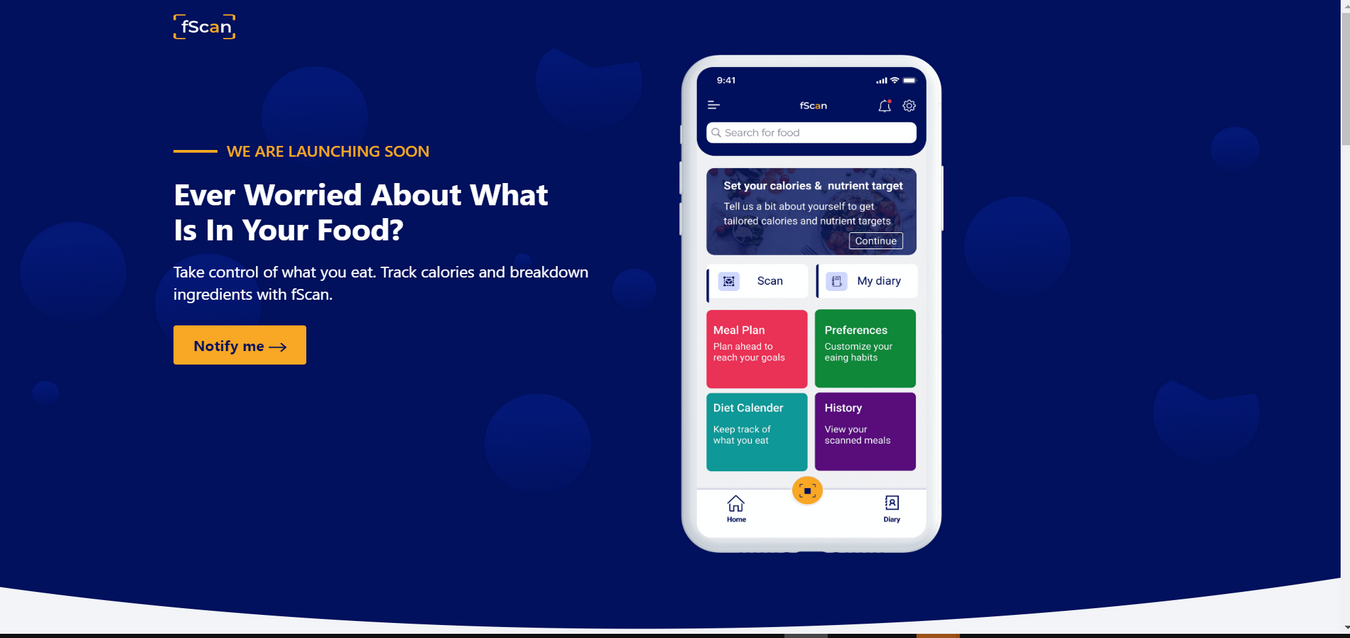 fScan
WE ARE LAUNCHING SOON
Ever Worried About What
Is In Your Food?
Take control of what you eat. Track calories and breakdown
ingredients with fScan.
Notify me
9:41
fScan
Search for food
Set your calories & nutrient target
Tell us a bit about yourself to get
tailored calories and nutrient targets
Continue
Scan
My diary
Meal Plan
Plan ahead to
reach your goals
Preferences
Customize your
eaing habits
Diet Calender
Keep track of
what you eat
History
View your
scanned meals
Home
Diary